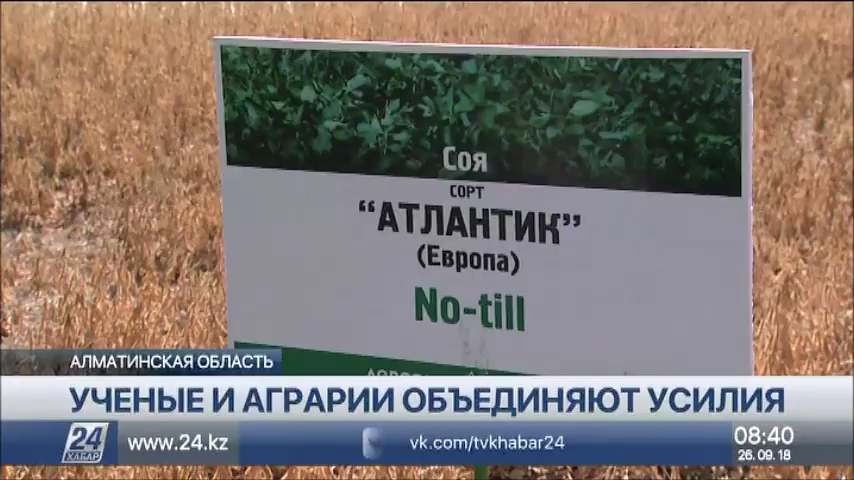 Соя
сорт
“АТЛАНТИК”
(Европа)
No-till
АЛМАТИНСКАЯ ОБЛАСТЬ
УЧЕНЫЕ И АГРАРИИ ОБЪЕДИНЯЮТ УСИЛИЯ
24
ХАБАР
www.24.kz
vk.com/tvkhabar24
08:40
26.09.18